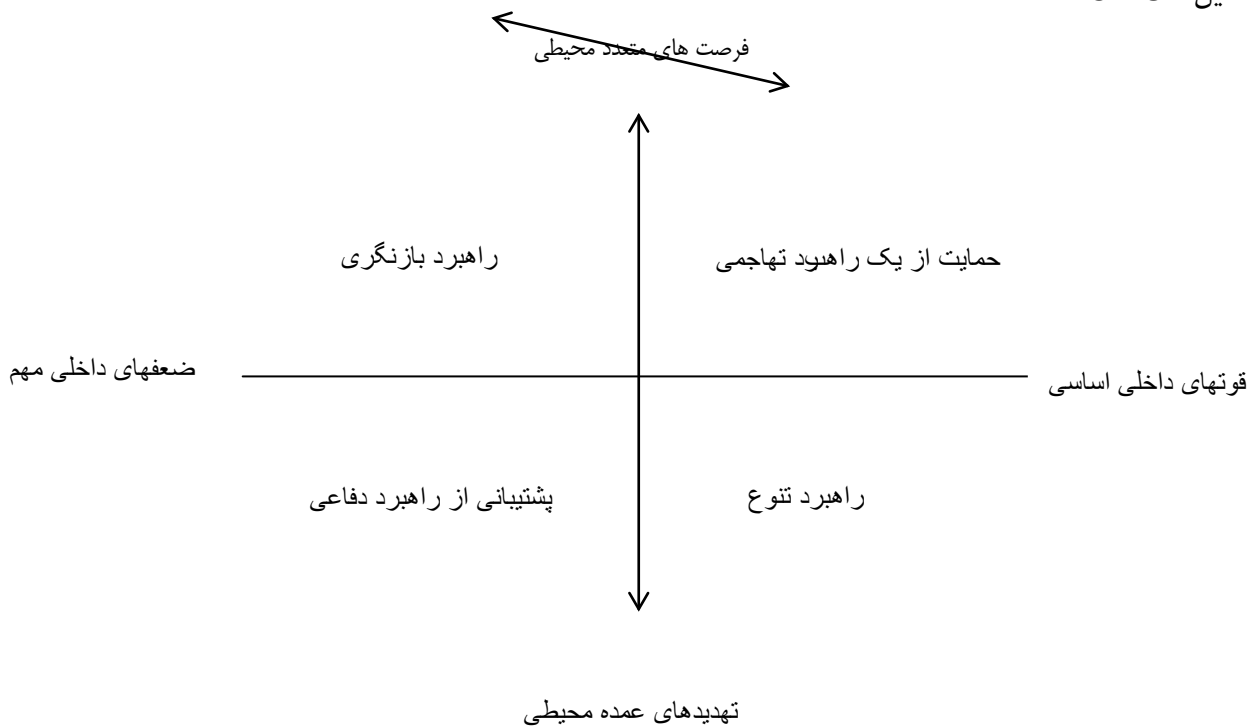 فرصت های متعدد محیطی
حمایت از یک راهبرد تهاجمی
راهبرد بازنگری
قوتهای داخلی اساسی
ضعفهای داخلی مهم
راهبرد تنوع
پشتیبانی از راهبرد دفاعی
تهدیدهای عمده محیطی